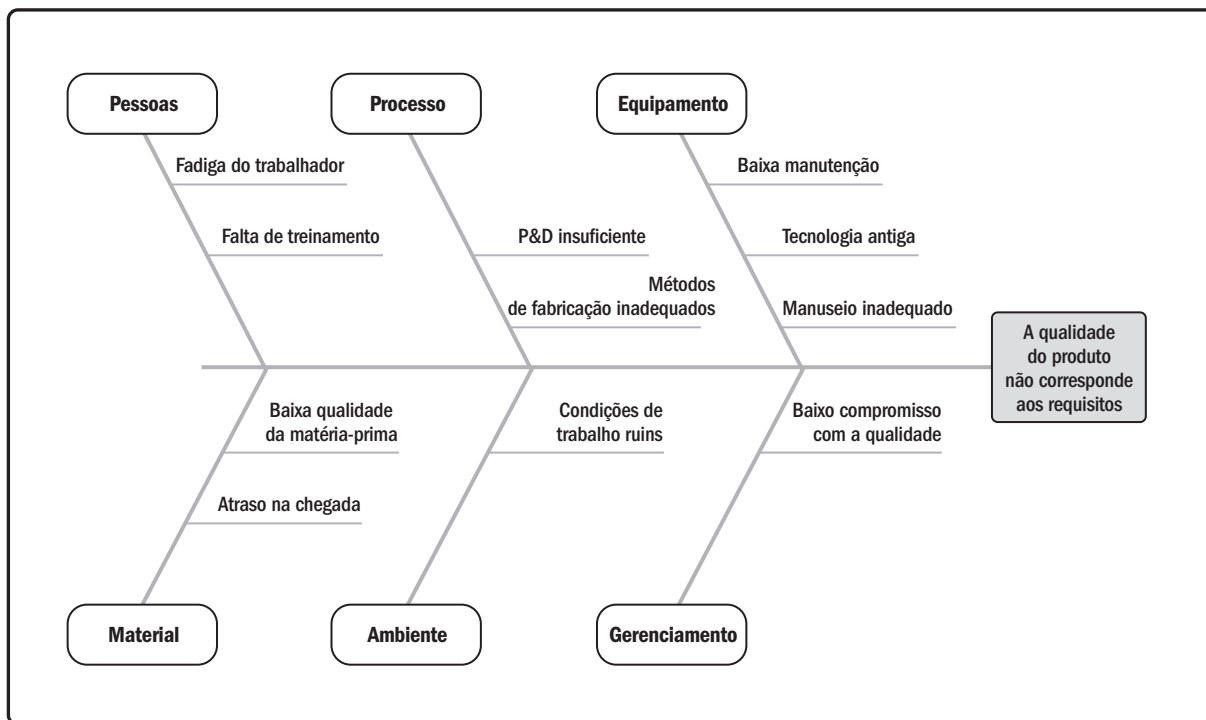 Pessoas
Processo
Equipamento
Fadiga do trabalhador
Baixa manutenção
Falta de treinamento
P&D insuficiente
Tecnologia antiga
Métodos
de fabricação inadequados
Manuseio inadequado
A qualidade
do produto
não corresponde
aos requisitos
Baixa qualidade
da matéria-prima
Condições de
trabalho ruins
Baixo compromisso
com a qualidade
Atraso na chegada
Material
Ambiente
Gerenciamento